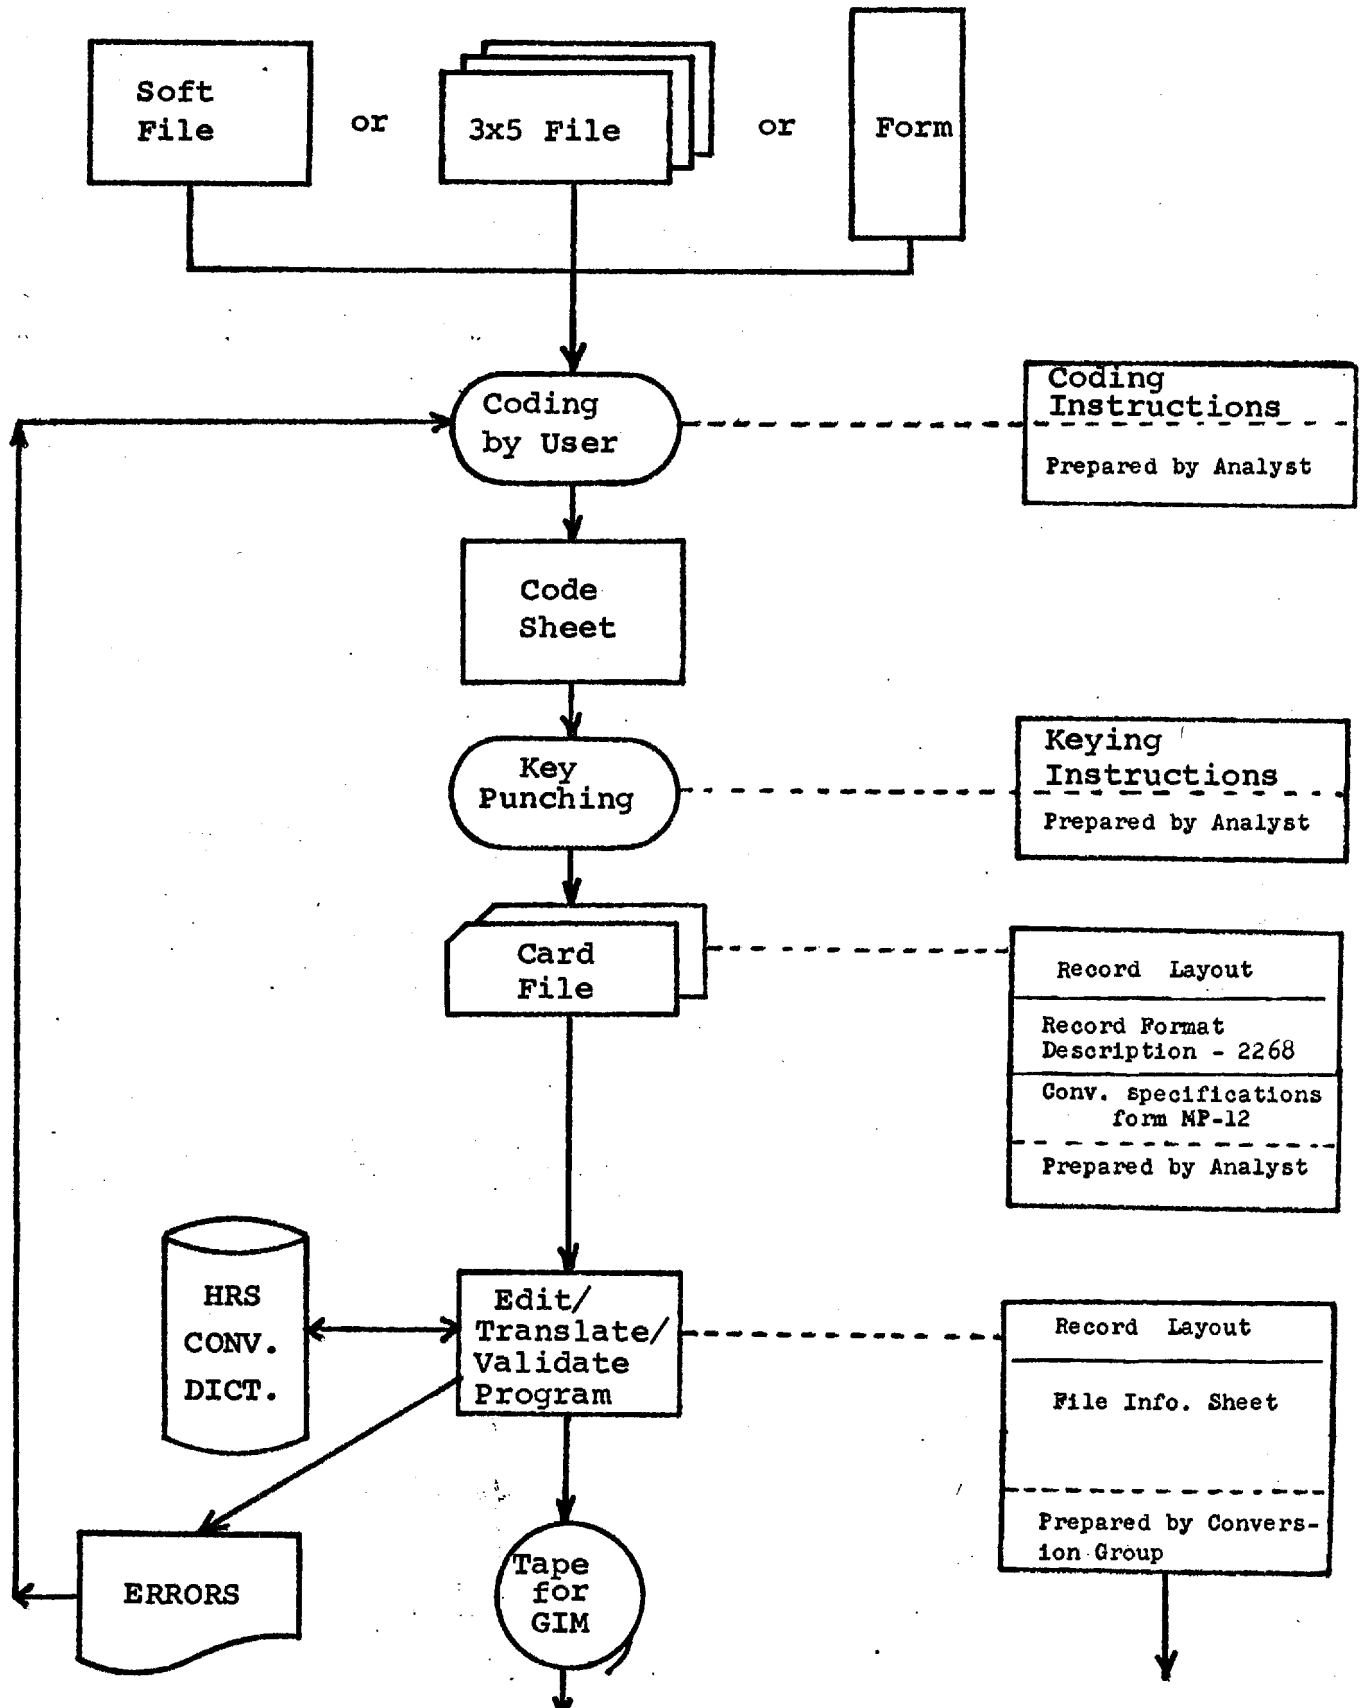 Soft
File
or
3x5 File
or
Form
Coding
by User
Coding
Instructions
Prepared by Analyst
Code
Sheet
Key
Punching
Keying
Instructions
Prepared by Analyst
Card
File
Record Layout
Record Format
Description - 2268
Conv. specifications
form MP-12
Prepared by Analyst
HRS
CONV.
DICT.
Edit/
Translate/
Validate
Program
Record Layout
File Info. Sheet
Prepared by Convers-
ion Group
ERRORS
Tape
for
GIM